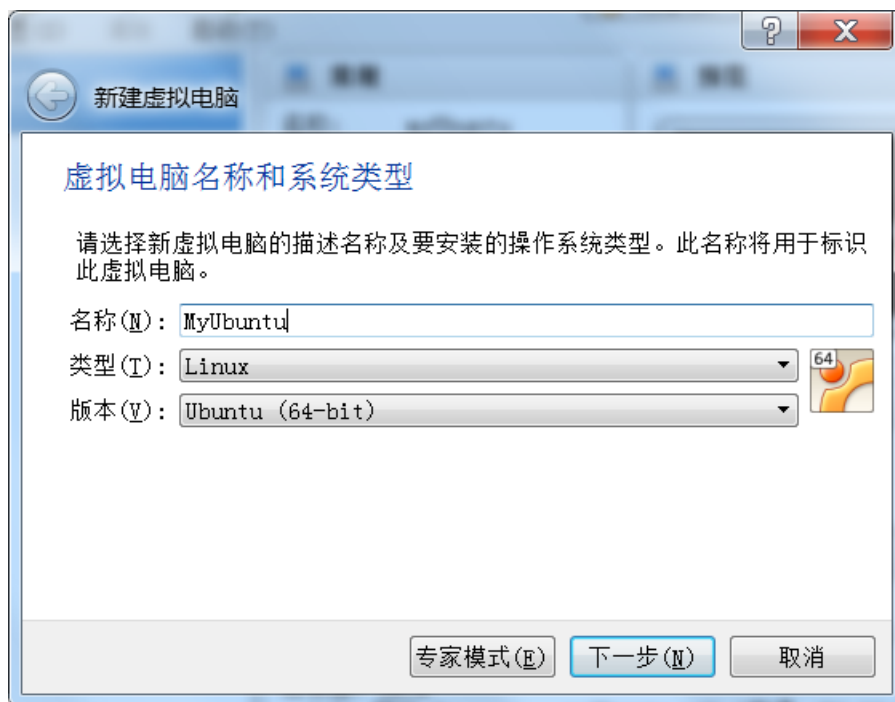 新建虚拟电脑
虚拟电脑名称和系统类型
请选择新虚拟电脑的描述名称及要安装的操作系统类型。此名称将用于标识
此虚拟电脑。
名称(N): MyUbuntu
类型(T): Linux
64
版本(V): Ubuntu (64-bit)
专家模式(E) 下一步(N) 取消